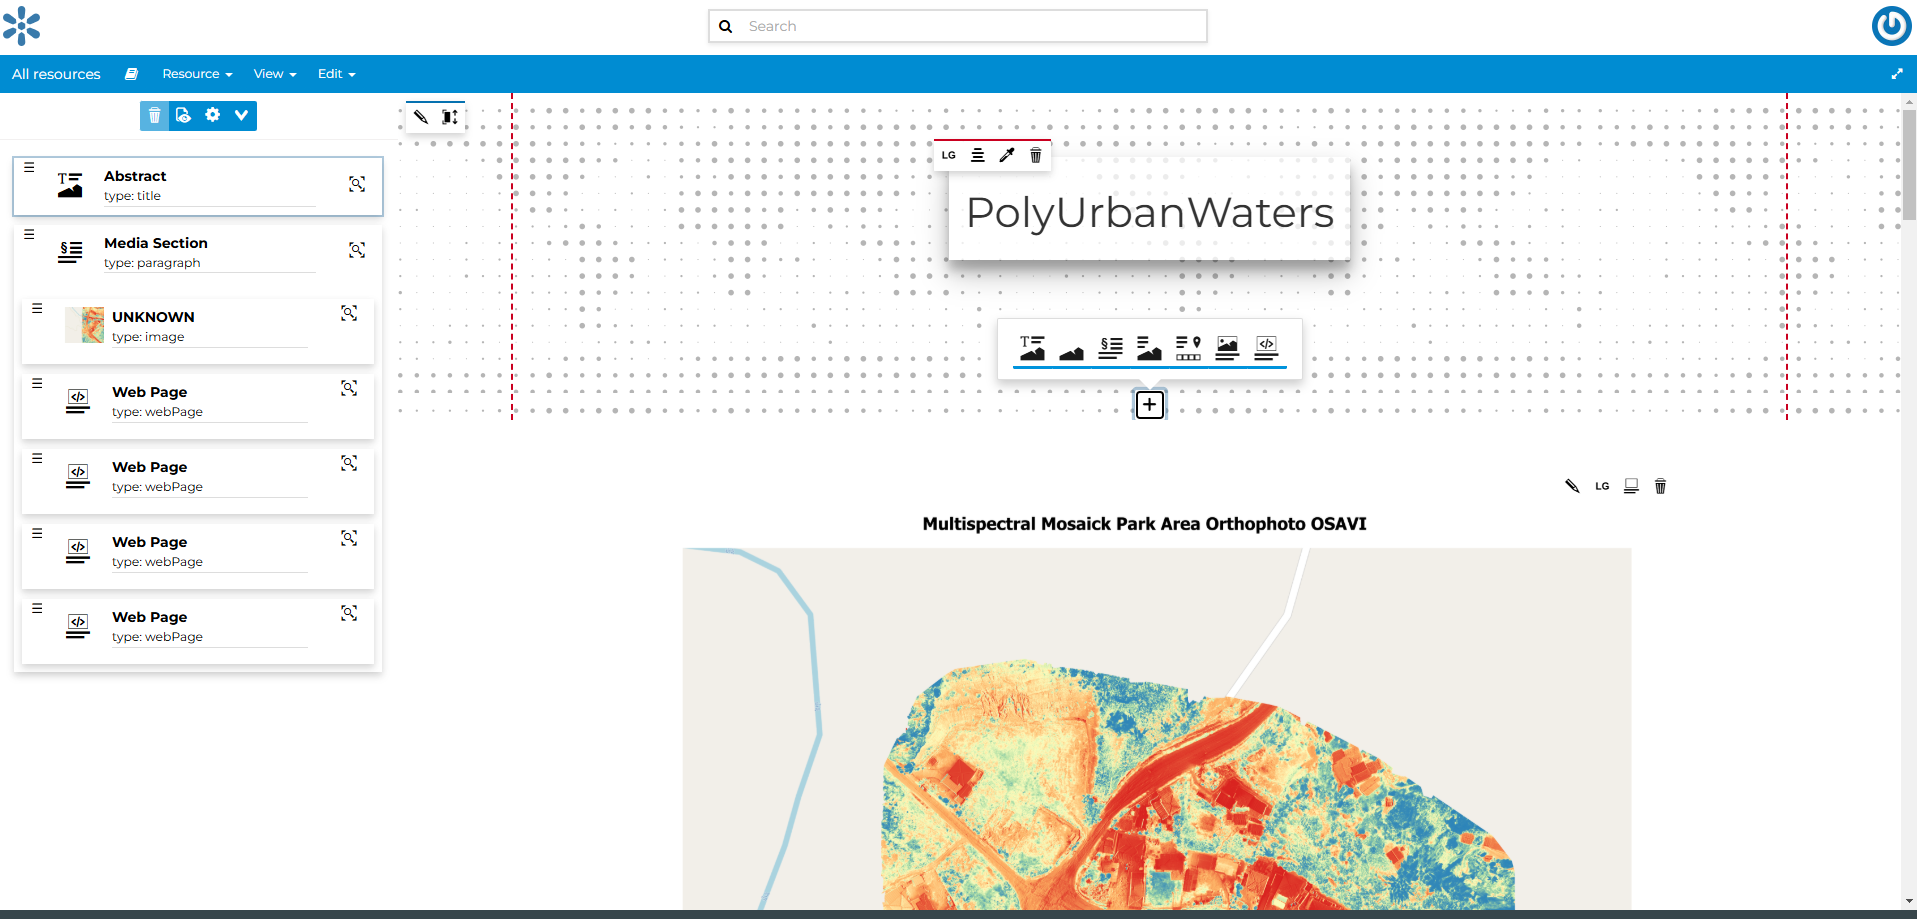 Search
All resources
Resource
View
Edit
Abstract
type: title
Media Section
type: paragraph
UNKNOWN
type: image
Web Page
type: webPage
Web Page
type: webPage
Web Page
type: webPage
Web Page
type: webPage
LG
PolyUrbanWaters
LG
Multispectral Mosaick Park Area Orthophoto OSAVI